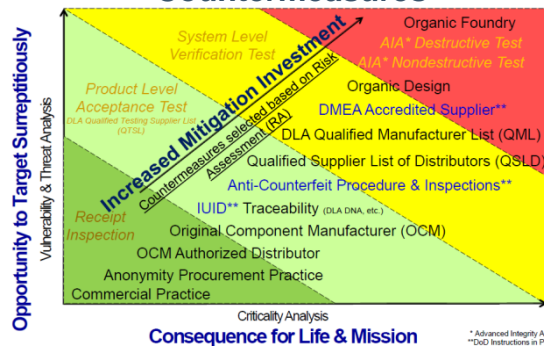 Countermeasures
Organic Foundry
System Level
Verification Test
AIA* Destructive Test
AIA* Nondestructive Test
Organic Design
Product Level
Acceptance Test
DLA Qualified Testing Supplier List
(QTSL)
DMEA Accredited Supplier**
DLA Qualified Manufacturer List (QML)
Qualified Supplier List of Distributors (QSLD)
Anti-Counterfeit Procedure & Inspections**
IUID** Traceability (DLA DNA, etc.)
Receipt
Inspection
Original Component Manufacturer (OCM)
OCM Authorized Distributor
Anonymity Procurement Practice
Commercial Practice
Increased Mitigation Investment
Countermeasures selected based on Risk
Assessment (RA)
Opportunity to Target Surreptitiously
Vulnerability & Threat Analysis
Criticality Analysis
Consequence for Life & Mission
* Advanced Integrity A
**DoD Instructions in P